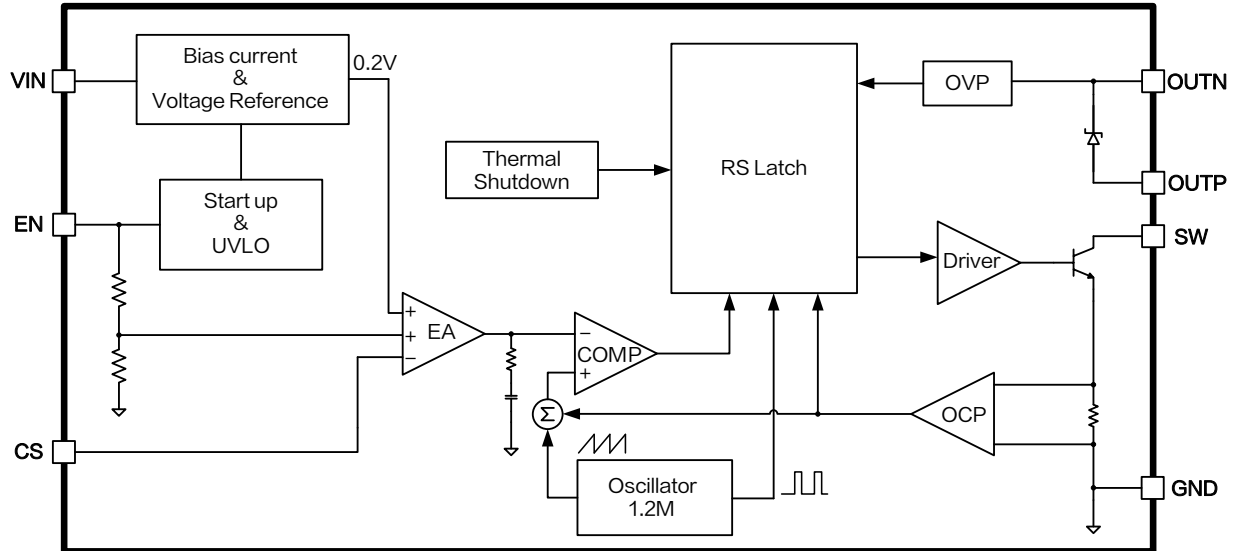 VIN
Bias current
&
Voltage Reference
0.2V
EN
Start up
&
UVLO
Thermal
Shutdown
RS Latch
OVP
OUTN
OUTP
SW
Driver
+
+
−
EA
−
+
COMP
Σ
OCP
CS
Oscillator
1.2M
GND